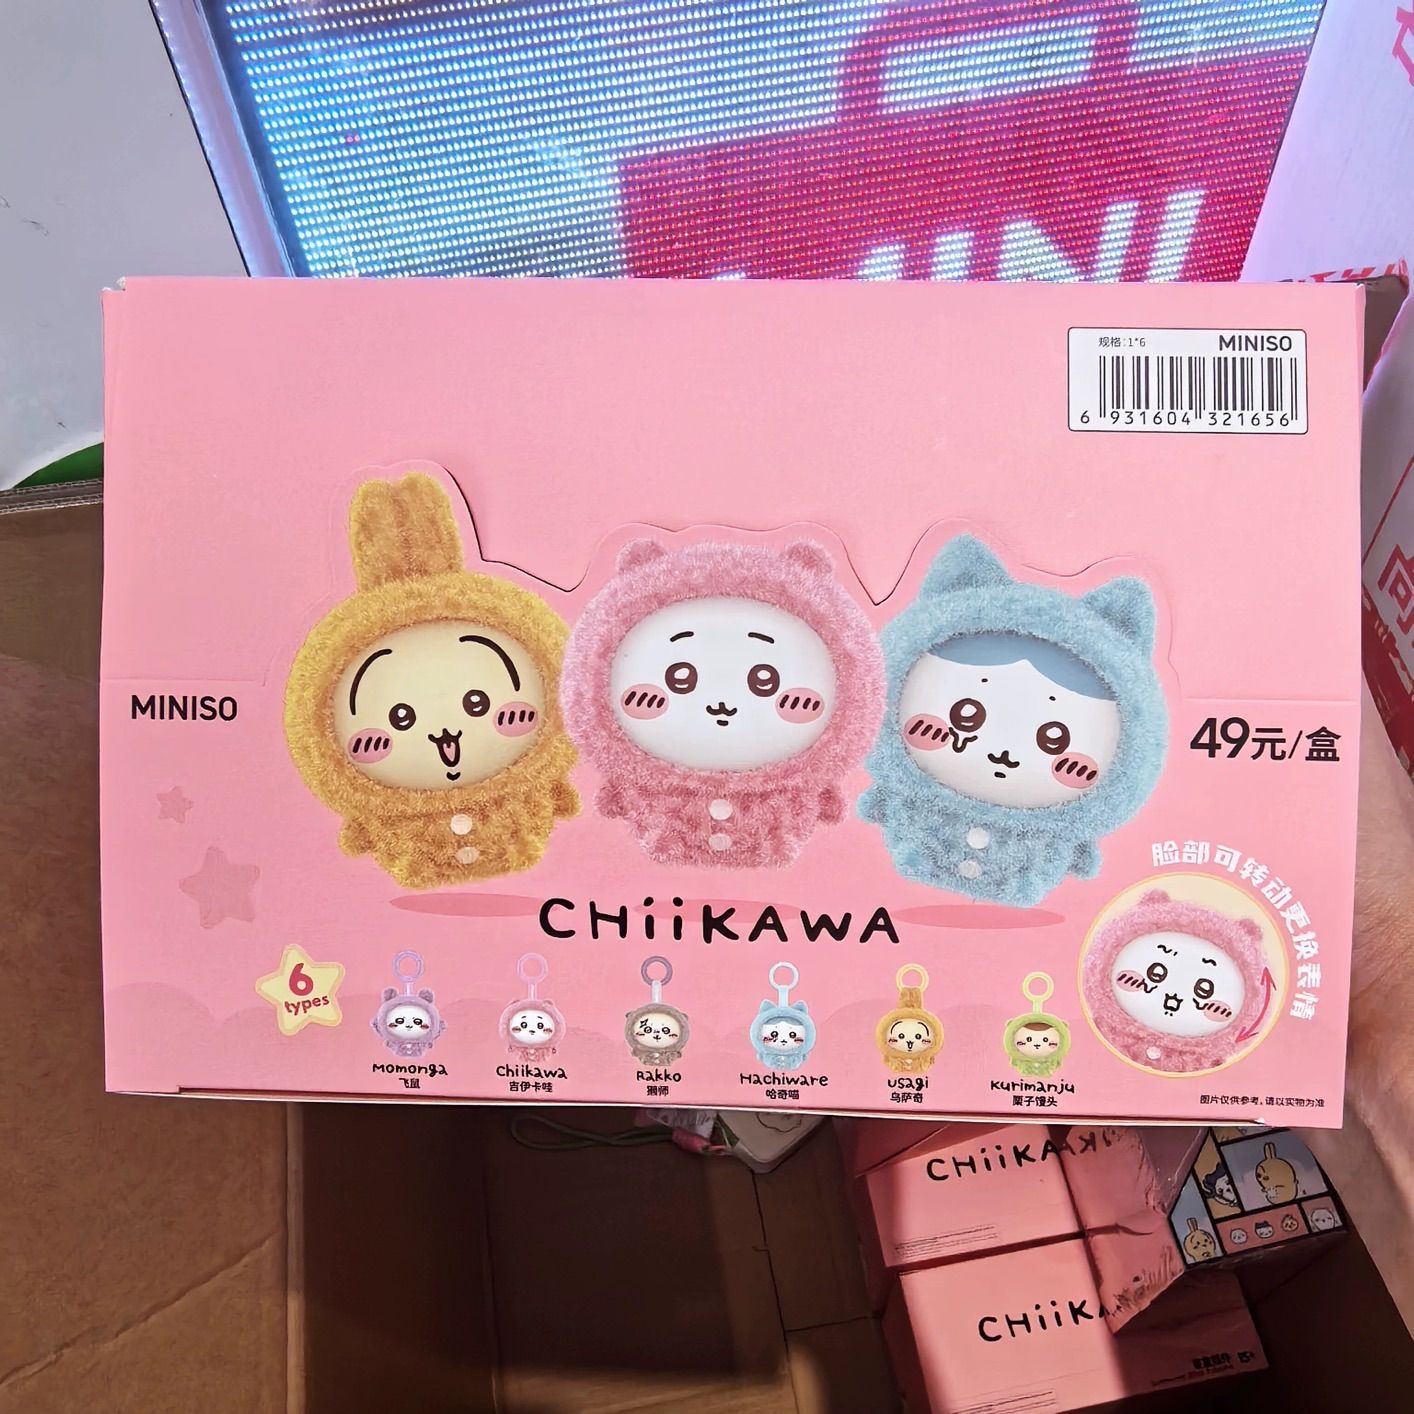 MINI
规格:1*6 MINISO
6 931604 321656
MINISO
49元/盒
CHiiKAWA
脸部可转动更换表情
6
types
Momonga
飞鼠
Chiikawa
吉伊卡哇
Rakko
獭师
Hachiware
哈奇喵
usagi
乌萨奇
Kurimanju
栗子馒头
图片仅供参考,请以实物为准
CHiiKA
CHiiKA
15+